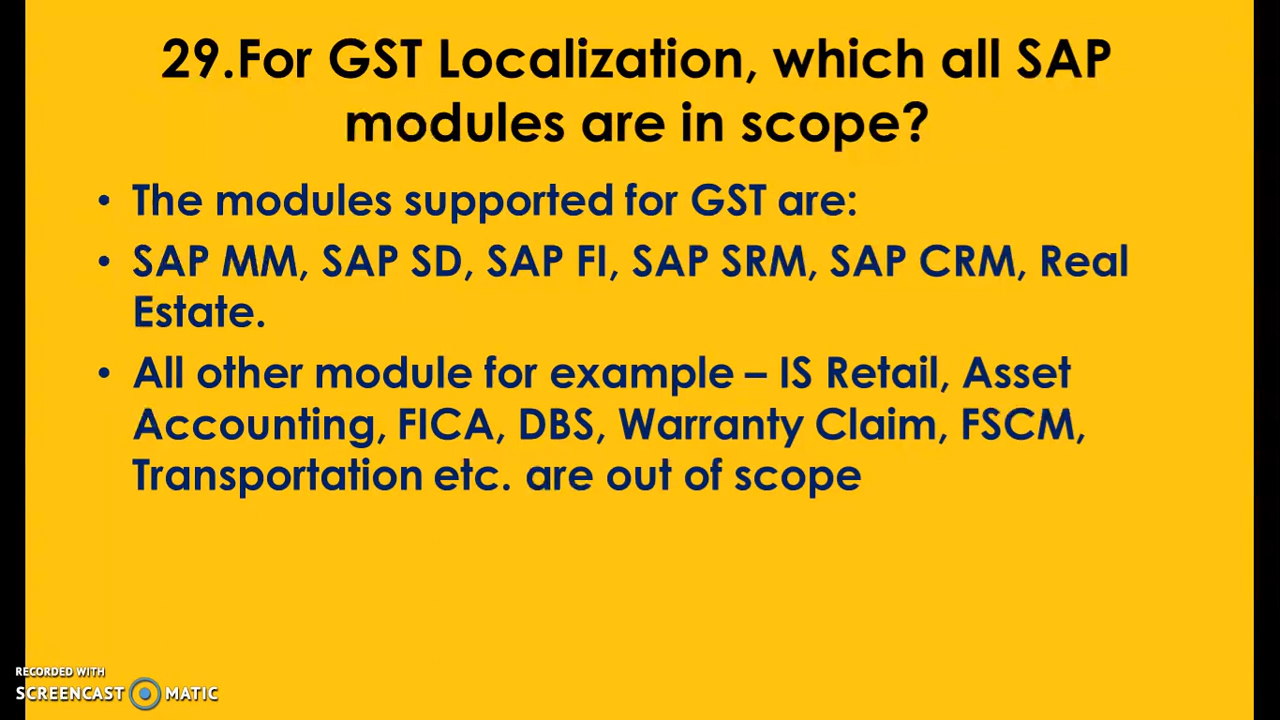 29.For GST Localization, which all SAP
modules are in scope?
• The modules supported for GST are:
• SAP MM, SAP SD, SAP FI, SAP SRM, SAP CRM, Real
Estate.
• All other module for example – IS Retail, Asset
Accounting, FICA, DBS, Warranty Claim, FSCM,
Transportation etc. are out of scope
RECORDED WITH
SCREENCAST MATIC